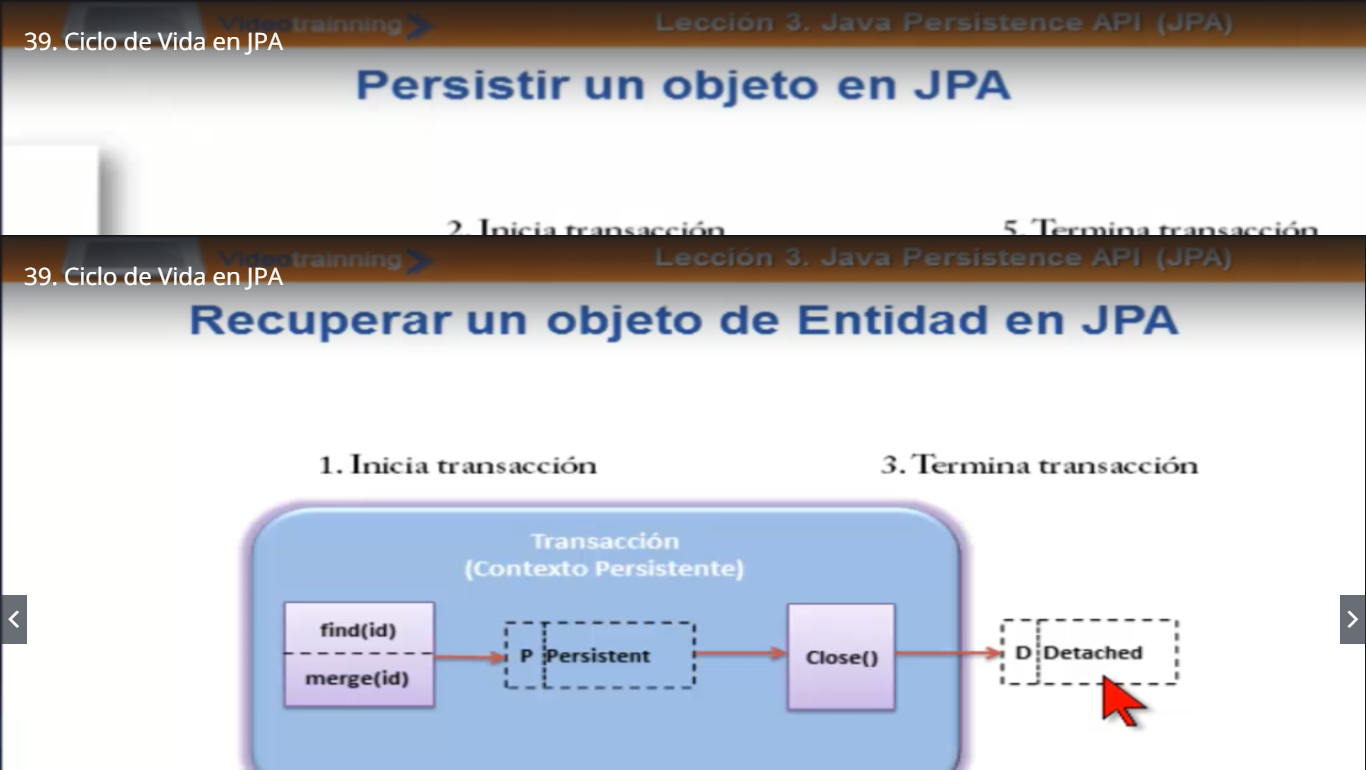 Videotrainning
Lección 3. Java Persistence API (JPA)
39. Ciclo de Vida en JPA
Persistir un objeto en JPA
2. Inicia transacción
5. Termina transacción
Videotrainning
Lección 3. Java Persistence API (JPA)
39. Ciclo de Vida en JPA
Recuperar un objeto de Entidad en JPA
1. Inicia transacción
3. Termina transacción
Transacción
(Contexto Persistente)
find(id)
merge(id)
P Persistent
Close()
D Detached